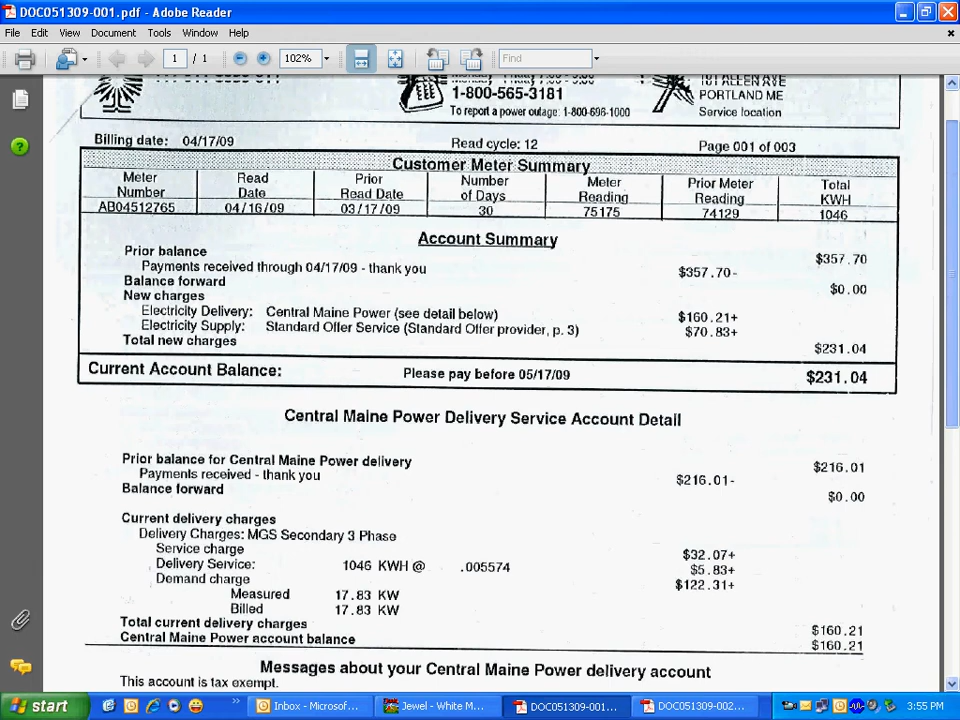 DOC051309-001.pdf - Adobe Reader
File Edit View Document Tools Window Help
1 / 1 102% Find
1-800-565-3181
To report a power outage: 1-800-696-1000
181 ALLEN AVE
PORTLAND ME
Service location
Billing date: 04/17/09 Read cycle: 12 Page 001 of 003
Customer Meter Summary
Meter Number Read Date Prior Read Date Number of Days Meter Reading Prior Meter Reading Total KWH
AB04512765 04/16/09 03/17/09 30 75175 74129 1046
Account Summary
Prior balance $357.70
Payments received through 04/17/09 - thank you $357.70-
Balance forward $0.00
New charges
Electricity Delivery: Central Maine Power (see detail below) $160.21+
Electricity Supply: Standard Offer Service (Standard Offer provider, p. 3) $70.83+
Total new charges $231.04
Current Account Balance: Please pay before 05/17/09 $231.04
Central Maine Power Delivery Service Account Detail
Prior balance for Central Maine Power delivery $216.01
Payments received - thank you $216.01-
Balance forward $0.00
Current delivery charges
Delivery Charges: MGS Secondary 3 Phase
Service charge $32.07+
Delivery Service: 1046 KWH @ .005574 $5.83+
Demand charge $122.31+
Measured 17.83 KW
Billed 17.83 KW
Total current delivery charges $160.21
Central Maine Power account balance $160.21
Messages about your Central Maine Power delivery account
This account is tax exempt.
start Inbox - Microsof... Jewel - White M... DOC051309-001... DOC051309-002... 3:55 PM